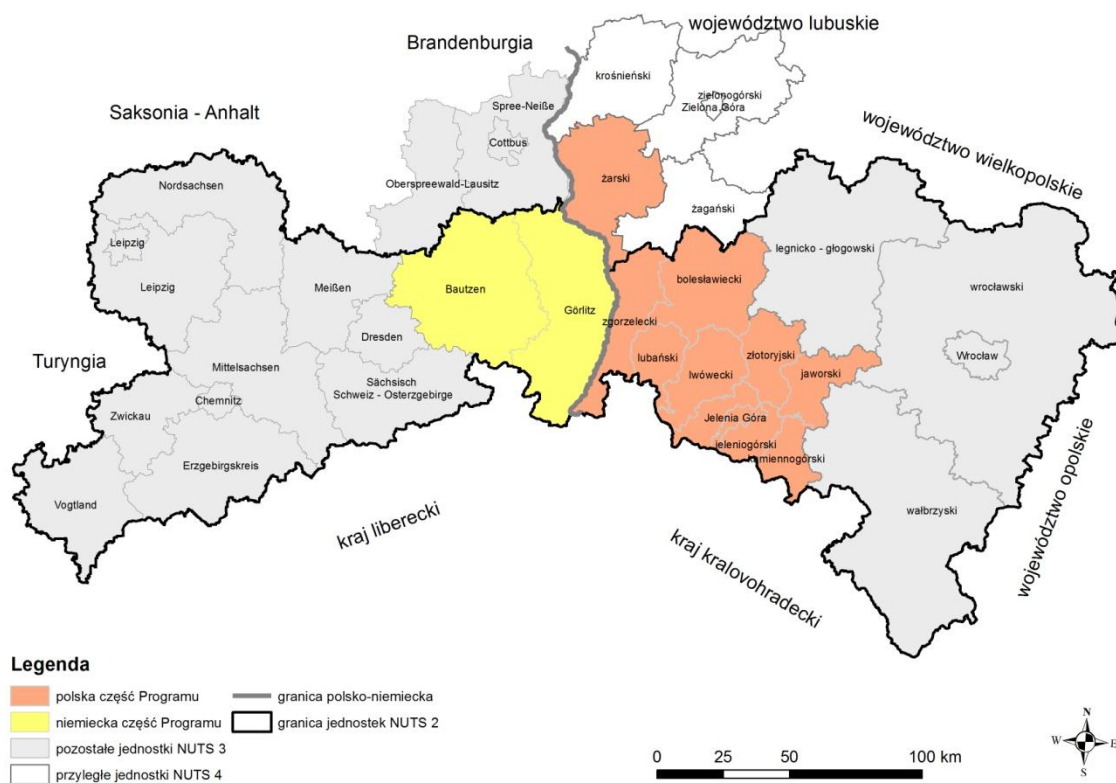 województwo lubuskie
Brandenburgia
krośnieński
Spree-Neiße
zielonogórski
Zielona Góra
Saksonia - Anhalt
województwo wielkopolskie
Cottbus
żarski
Nordsachsen
Oberspreewald-Lausitz
żagański
Leipzig
legnicko - głogowski
bolesławiecki
Leipzig
Meißen
Bautzen
wrocławski
Görlitz
zgorzelecki
Dresden
Wrocław
Turyngia
lubański
złotoryjski
Mittelsachsen
lwówecki
jaworski
Sächsisch
Schweiz - Osterzgebirge
Chemnitz
Zwickau
Jelenia Góra
jeleniogórski
kamiennogórski
Erzgebirgskreis
Vogtland
wałbrzyski
województwo opolskie
kraj liberecki
kraj kralovohradecki
Legenda
polska część Programu
granica polsko-niemiecka
niemiecka część Programu
granica jednostek NUTS 2
pozostałe jednostki NUTS 3
przyległe jednostki NUTS 4
0 25 50 100 km
N
W E
S